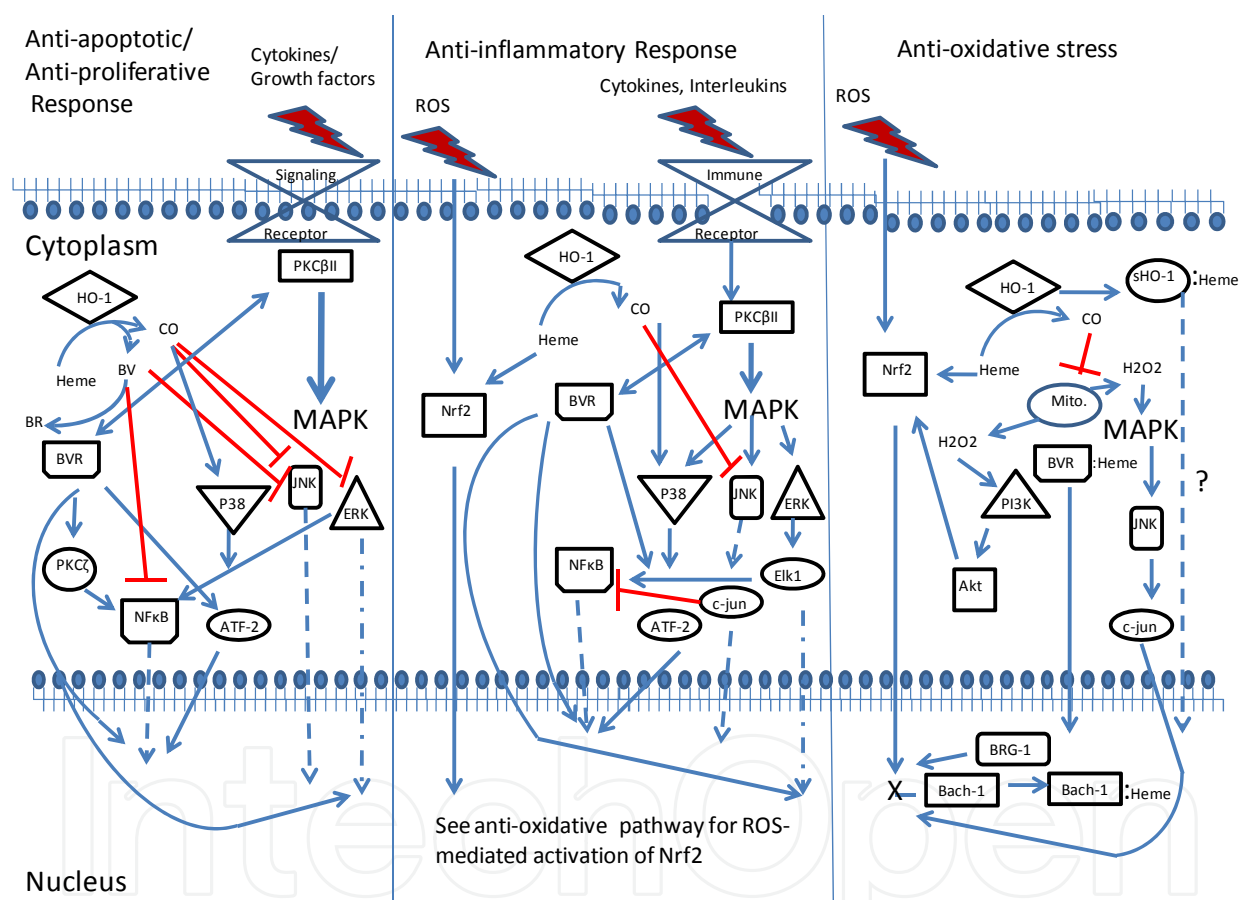 Anti-apoptotic/
Anti-proliferative
Response
Cytokines/
Growth factors
Signaling
Receptor
Cytoplasm
PKCβII
HO-1
CO
Heme
BV
BR
BVR
MAPK
P38
JNK
ERK
PKCζ
NFκB
ATF-2
Nucleus
Anti-inflammatory Response
ROS
Cytokines, Interleukins
Immune
Receptor
HO-1
CO
PKCβII
Heme
Nrf2
BVR
MAPK
P38
JNK
ERK
NFκB
Elk1
c-jun
ATF-2
See anti-oxidative pathway for ROS-
mediated activation of Nrf2
Anti-oxidative stress
ROS
HO-1
sHO-1
:Heme
CO
Nrf2
Heme
H2O2
Mito.
H2O2
MAPK
BVR
:Heme
?
PI3K
JNK
Akt
c-jun
BRG-1
X
Bach-1
Bach-1
:Heme
IntechOpen